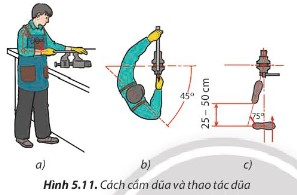 45°
25 – 50 cm
75°
a)
b)
c)
Hình 5.11. Cách cầm dũa và thao tác dũa